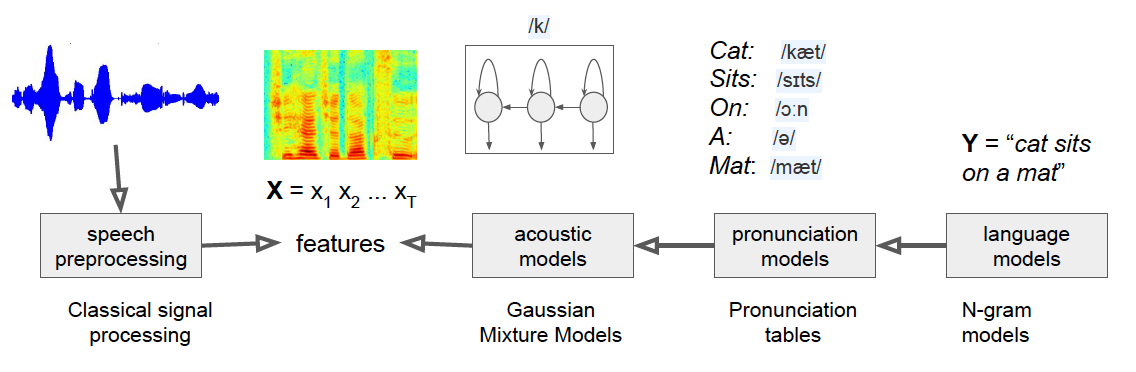 /k/
Cat: /kæt/
Sits: /sɪts/
On: /ɔːn
A: /ə/
Mat: /mæt/
Y = “cat sits
on a mat”
X = x1 x2 ... xT
speech
preprocessing
features
acoustic
models
pronunciation
models
language
models
Classical signal
processing
Gaussian
Mixture Models
Pronunciation
tables
N-gram
models